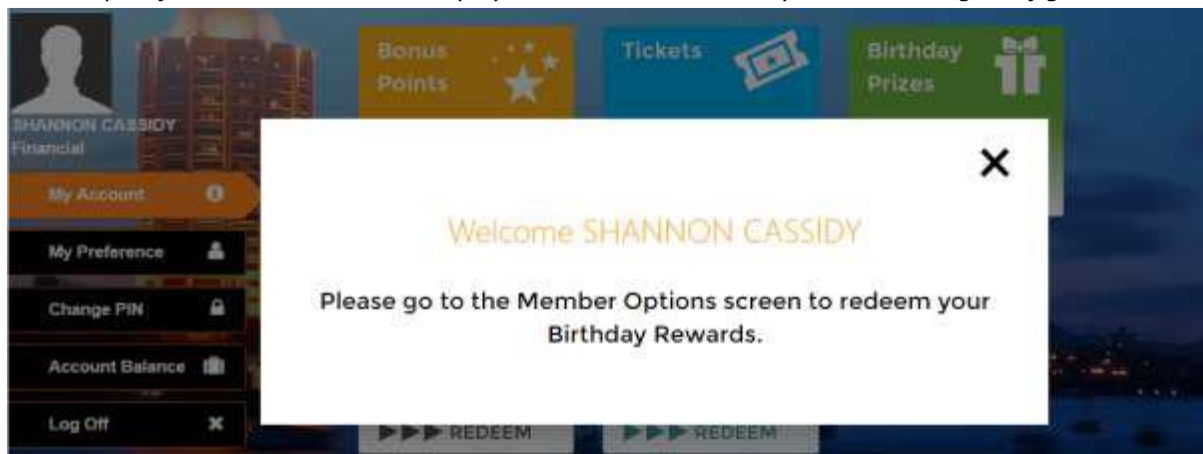 Bonus
Points
Tickets
Birthday
Prizes
SHANNON CASSIDY
Financial
My Account
My Preference
Change PIN
Account Balance
Log Off
Welcome SHANNON CASSIDY
Please go to the Member Options screen to redeem your
Birthday Rewards.
REDEEM
REDEEM